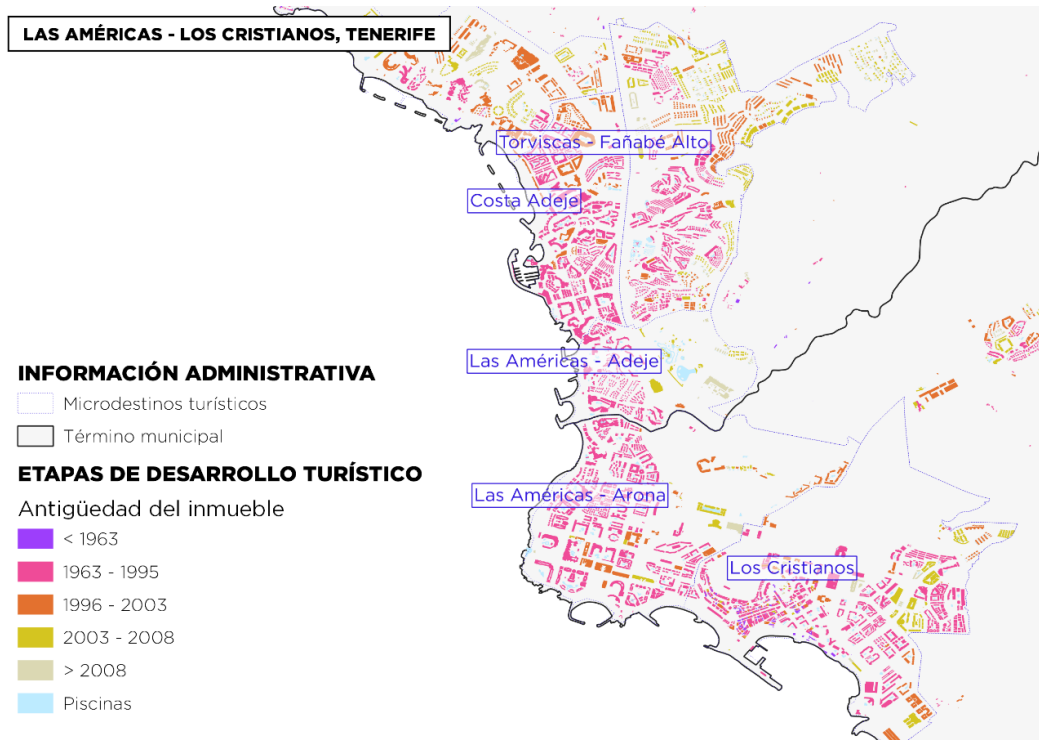 LAS AMÉRICAS - LOS CRISTIANOS, TENERIFE
Torviscas - Fañabé Alto
Costa Adeje
Las Américas - Adeje
Las Américas - Arona
Los Cristianos
INFORMACIÓN ADMINISTRATIVA
Microdestinos turísticos
Término municipal
ETAPAS DE DESARROLLO TURÍSTICO
Antigüedad del inmueble
< 1963
1963 - 1995
1996 - 2003
2003 - 2008
> 2008
Piscinas